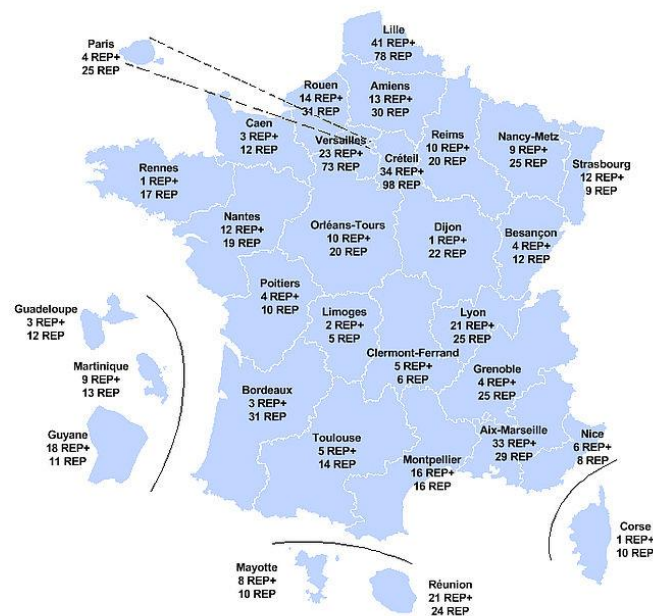 Paris
4 REP+
25 REP
Lille
41 REP+
78 REP
Rouen
14 REP+
31 REP
Amiens
13 REP+
30 REP
Caen
3 REP+
12 REP
Versailles
23 REP+
73 REP
Créteil
34 REP+
98 REP
Reims
10 REP+
20 REP
Nancy-Metz
9 REP+
25 REP
Strasbourg
12 REP+
9 REP
Rennes
1 REP+
17 REP
Nantes
12 REP+
19 REP
Orléans-Tours
10 REP+
20 REP
Dijon
1 REP+
22 REP
Besançon
4 REP+
12 REP
Poitiers
4 REP+
10 REP
Limoges
2 REP+
5 REP
Clermont-Ferrand
5 REP+
6 REP
Lyon
21 REP+
25 REP
Grenoble
4 REP+
25 REP
Guadeloupe
3 REP+
12 REP
Martinique
9 REP+
13 REP
Guyane
18 REP+
11 REP
Bordeaux
3 REP+
31 REP
Toulouse
5 REP+
14 REP
Montpellier
16 REP+
16 REP
Aix-Marseille
33 REP+
29 REP
Nice
6 REP+
8 REP
Corse
1 REP+
10 REP
Mayotte
8 REP+
10 REP
Réunion
21 REP+
24 REP